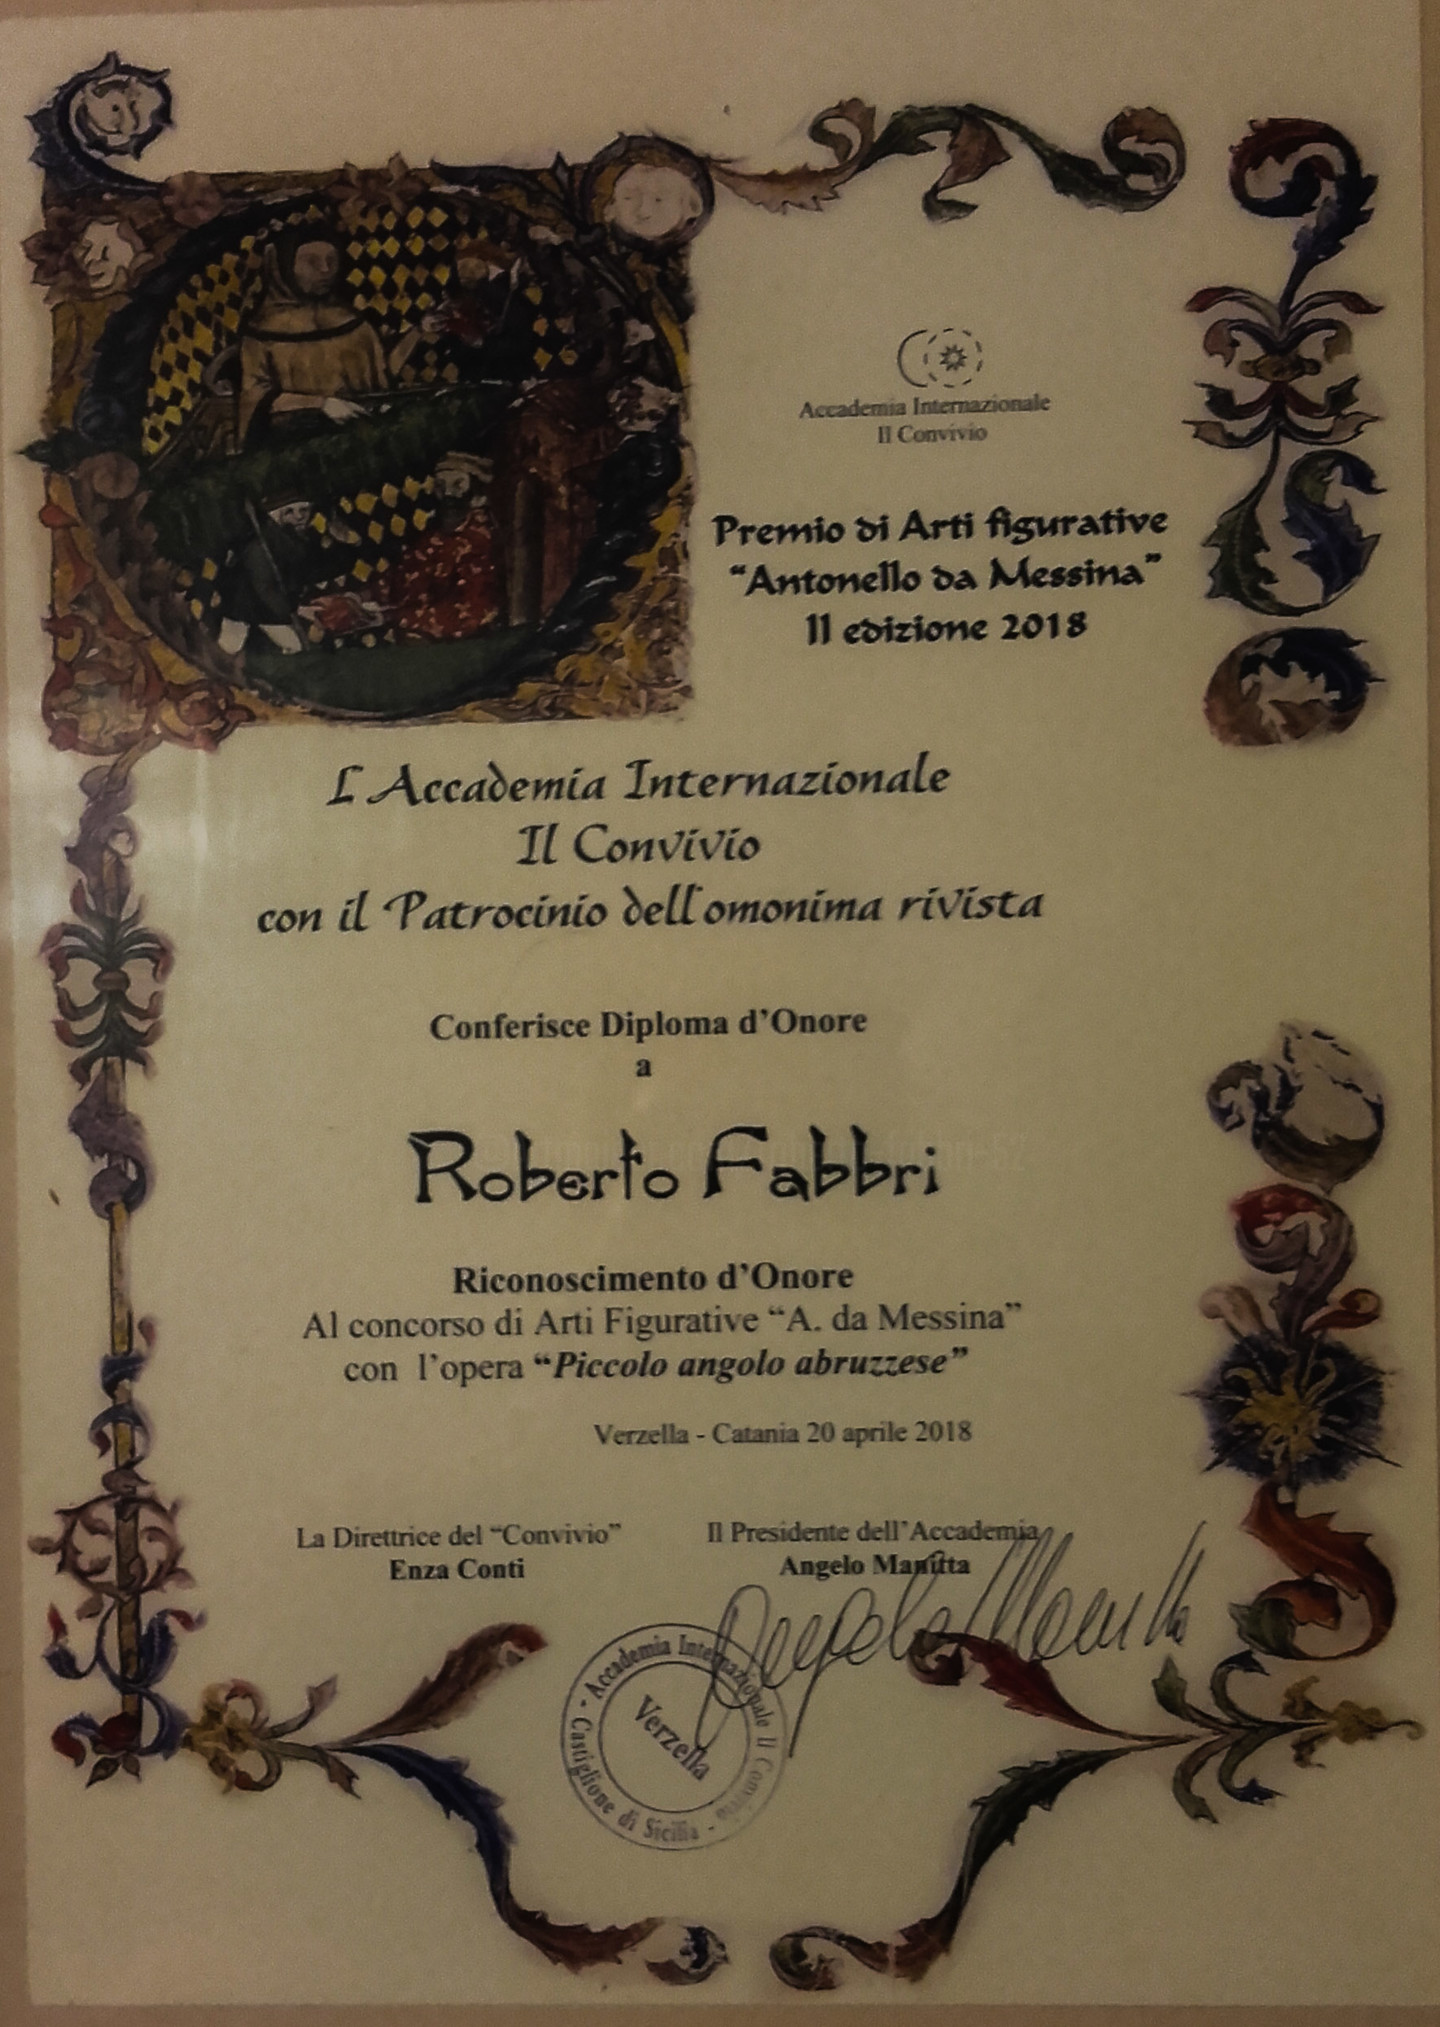 Accademia Internazionale
Il Convivio
Premio di Arti figurative
“Antonello da Messina”
II edizione 2018
L'Accademia Internazionale
Il Convivio
con il Patrocinio dell'omonima rivista
Conferisce Diploma d’Onore
a
Roberto Fabbri
Riconoscimento d’Onore
Al concorso di Arti Figurative “A. da Messina”
con l’opera “Piccolo angolo abruzzese”
Verzella - Catania 20 aprile 2018
La Direttrice del “Convivio”
Enza Conti
Il Presidente dell’Accademia
Angelo Manitta
Angelo Manitta
- Accademia Internazionale Il Convivio -
Castiglione di Sicilia
Verzella